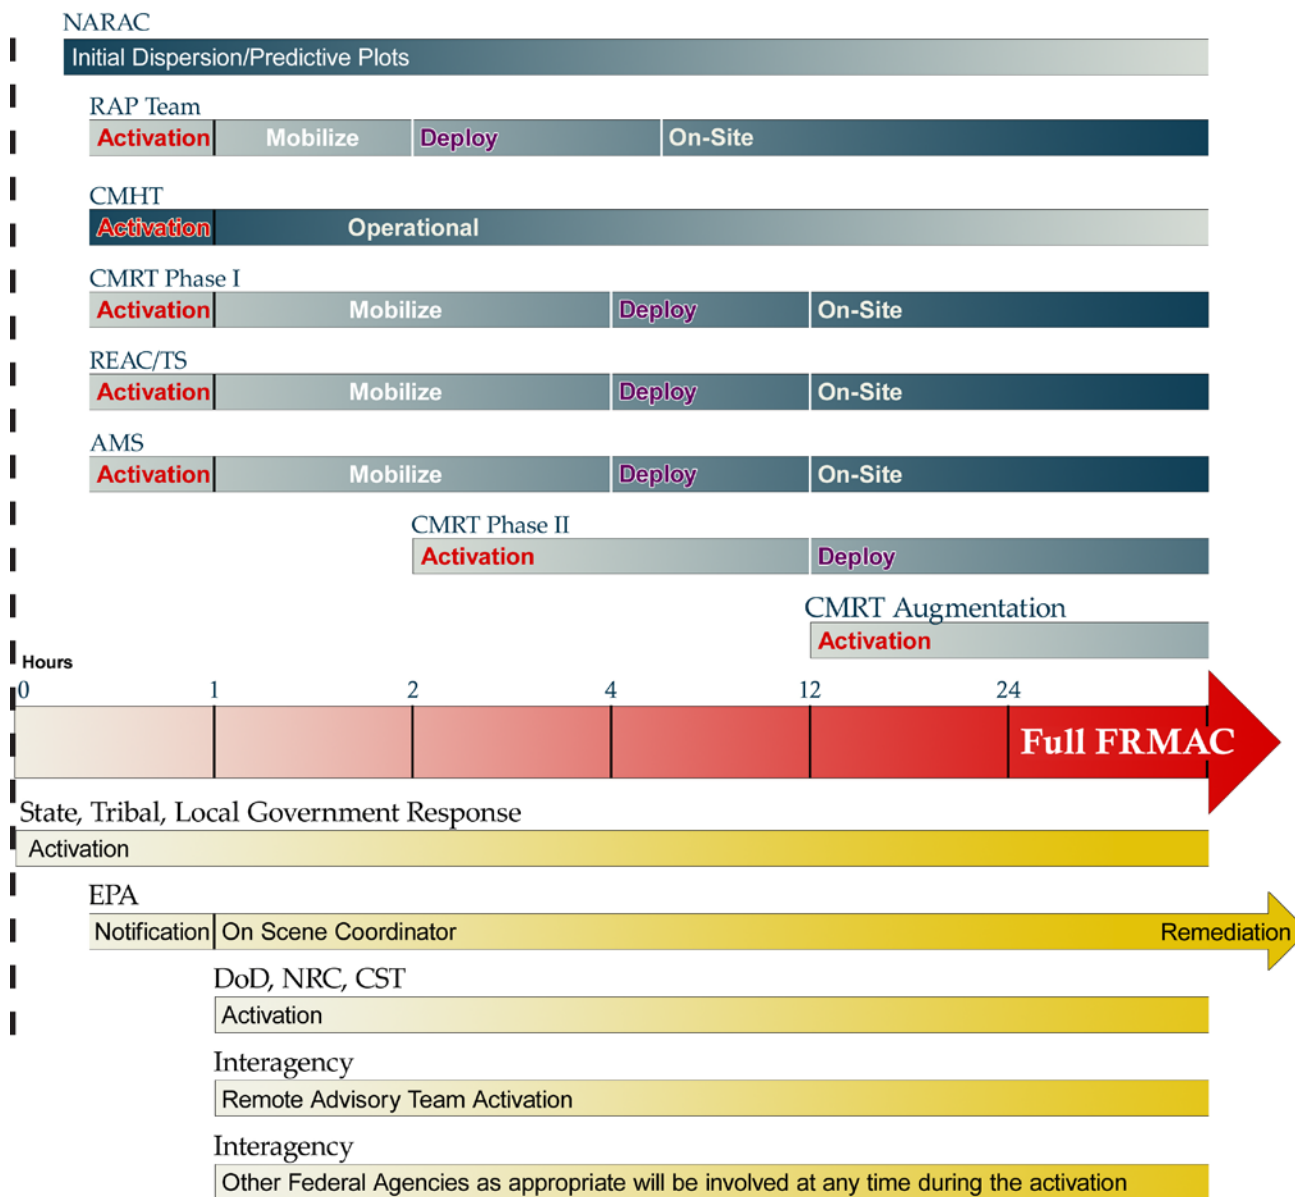 NARAC
Initial Dispersion/Predictive Plots
RAP Team
Activation Mobilize Deploy On-Site
CMHT
Activation Operational
CMRT Phase I
Activation Mobilize Deploy On-Site
REAC/TS
Activation Mobilize Deploy On-Site
AMS
Activation Mobilize Deploy On-Site
CMRT Phase II
Activation Deploy
CMRT Augmentation
Activation
Hours
0 1 2 4 12 24
Full FRMAC
State, Tribal, Local Government Response
Activation
EPA
Notification On Scene Coordinator Remediation
DoD, NRC, CST
Activation
Interagency
Remote Advisory Team Activation
Interagency
Other Federal Agencies as appropriate will be involved at any time during the activation